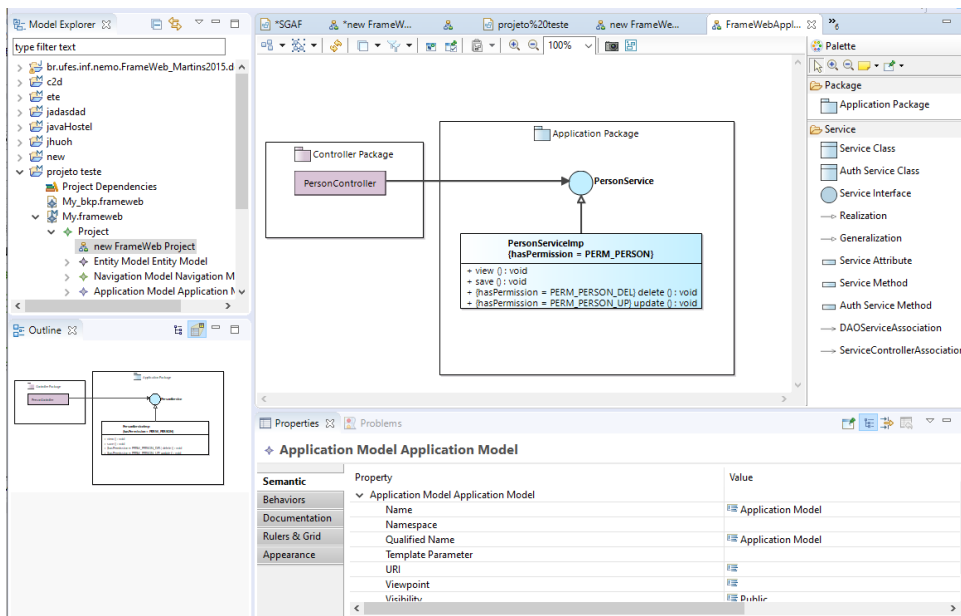 Model Explorer
type filter text
br.ufes.inf.nemo.FrameWeb_Martins2015.d
c2d
ete
jadasdad
javaHostel
jhuoh
new
projeto teste
Project Dependencies
My_bkp.frameweb
My.frameweb
Project
new FrameWeb Project
Entity Model Entity Model
Navigation Model Navigation M
Application Model Application N
Outline
*SGAF
*new FrameW...
projeto%20teste
new FrameWe...
FrameWebAppl...
»6
100%
Controller Package
PersonController
Application Package
PersonService
PersonServiceImp
{hasPermission = PERM_PERSON}
+ view () : void
+ save () : void
+ {hasPermission = PERM_PERSON_DEL} delete () : void
+ {hasPermission = PERM_PERSON_UP} update () : void
Palette
Package
Application Package
Service
Service Class
Auth Service Class
Service Interface
Realization
Generalization
Service Attribute
Service Method
Auth Service Method
DAOServiceAssociation
ServiceControllerAssociation
Properties
Problems
Application Model Application Model
Semantic
Behaviors
Documentation
Rulers & Grid
Appearance
Property Value
Application Model Application Model
Name Application Model
Namespace
Qualified Name Application Model
Template Parameter
URI
Viewpoint
Visibility Public